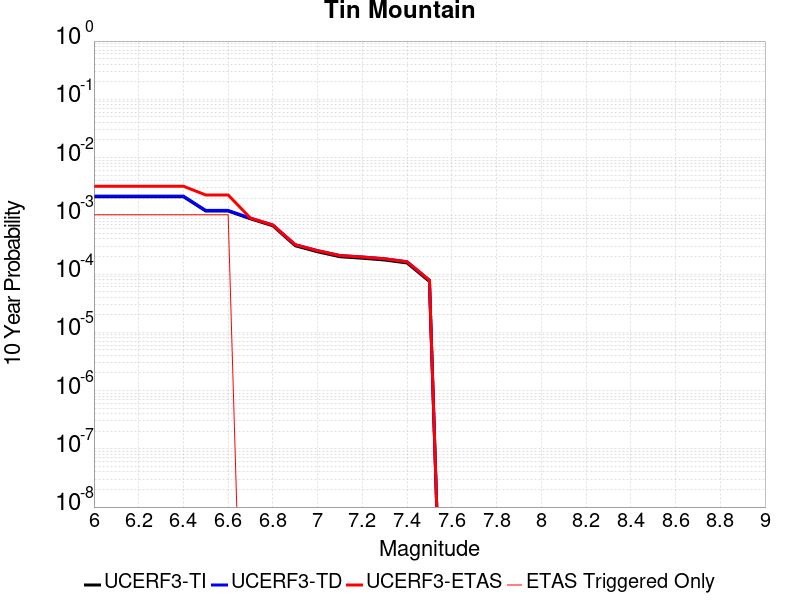 Tin Mountain
10 Year Probability
10^0
10^-1
10^-2
10^-3
10^-4
10^-5
10^-6
10^-7
10^-8
6 6.2 6.4 6.6 6.8 7 7.2 7.4 7.6 7.8 8 8.2 8.4 8.6 8.8 9
Magnitude
UCERF3-TI UCERF3-TD UCERF3-ETAS ETAS Triggered Only